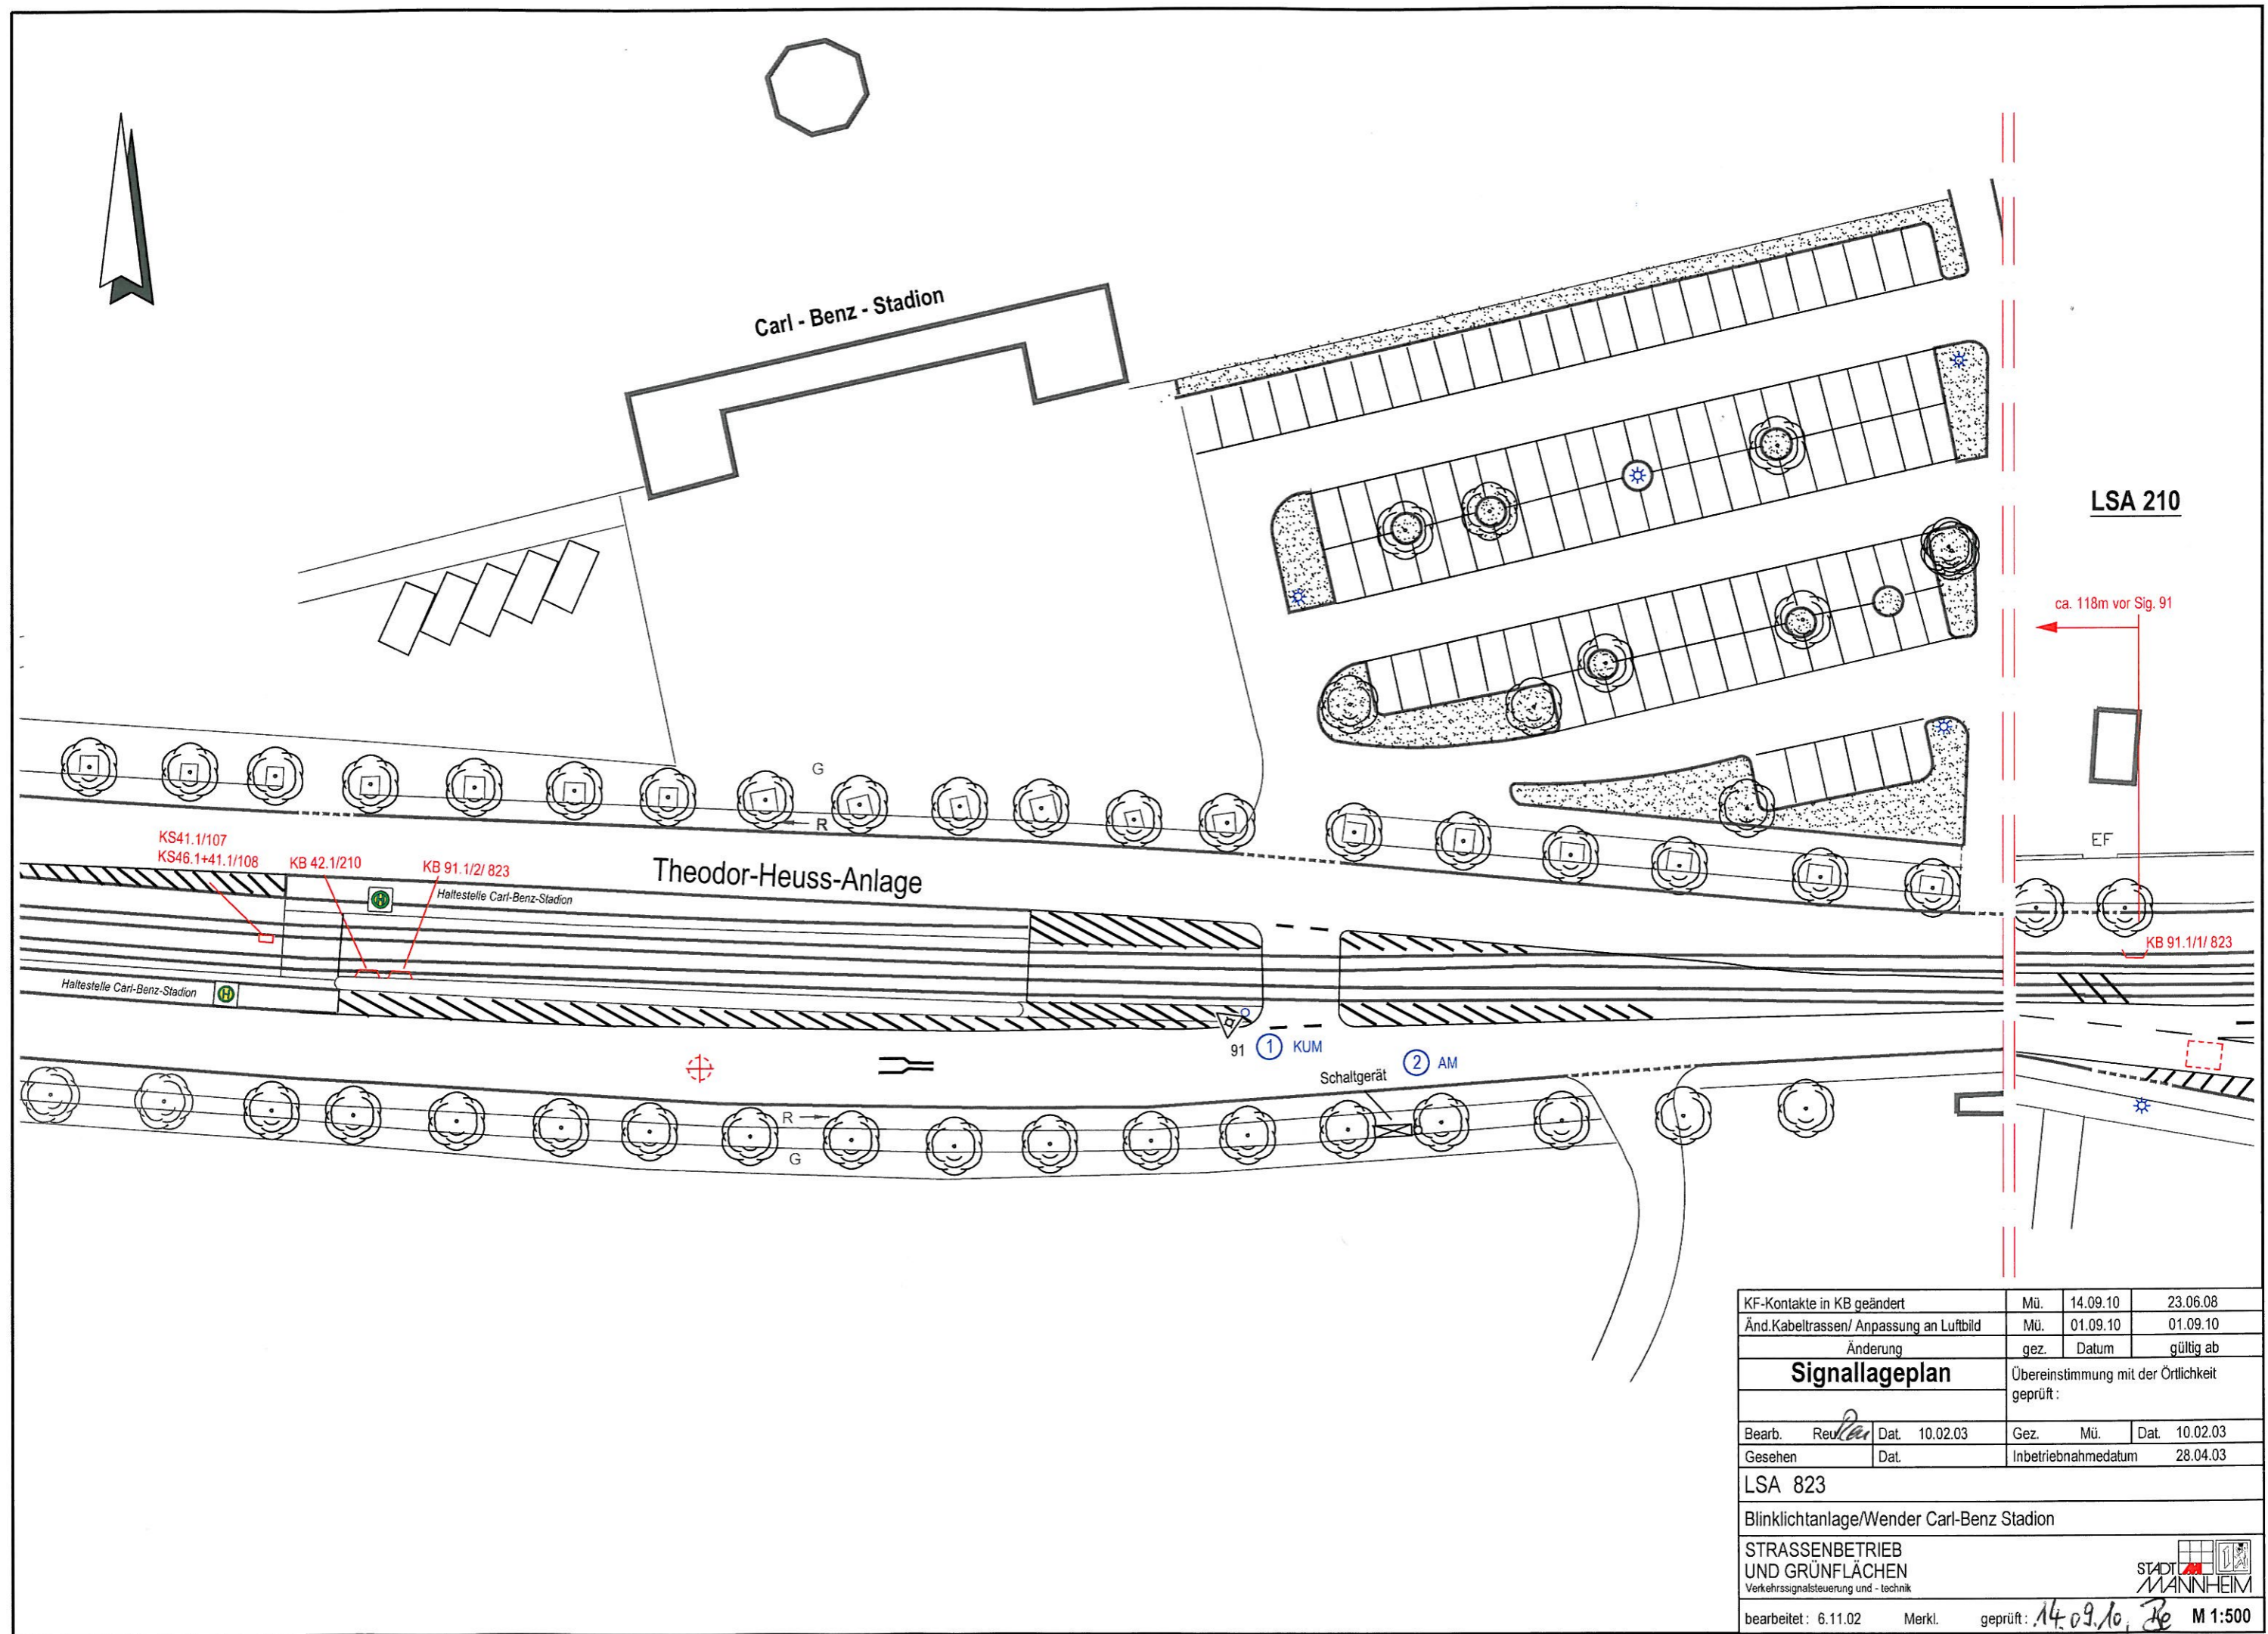 Carl - Benz - Stadion
LSA 210
ca. 118m vor Sig. 91
G
R
EF
KS41.1/107
KS46.1+41.1/108
KB 42.1/210
KB 91.1/2/ 823
Theodor-Heuss-Anlage
H
Haltestelle Carl-Benz-Stadion
KB 91.1/1/ 823
Haltestelle Carl-Benz-Stadion
H
91
1
KUM
2
AM
Schaltgerät
R
G
KF-Kontakte in KB geändert Mü. 14.09.10 23.06.08
Änd.Kabeltrassen/ Anpassung an Luftbild Mü. 01.09.10 01.09.10
Änderung gez. Datum gültig ab
Signallageplan
Übereinstimmung mit der Örtlichkeit
geprüft :
Bearb. Reu Dat. 10.02.03 Gez. Mü. Dat. 10.02.03
Gesehen Dat. Inbetriebnahmedatum 28.04.03
LSA 823
Blinklichtanlage/Wender Carl-Benz Stadion
STRASSENBETRIEB
UND GRÜNFLÄCHEN
Verkehrssignalsteuerung und - technik
STADT
MANNHEIM
bearbeitet : 6.11.02 Merkl. geprüft : 14.09.10, Be M 1:500